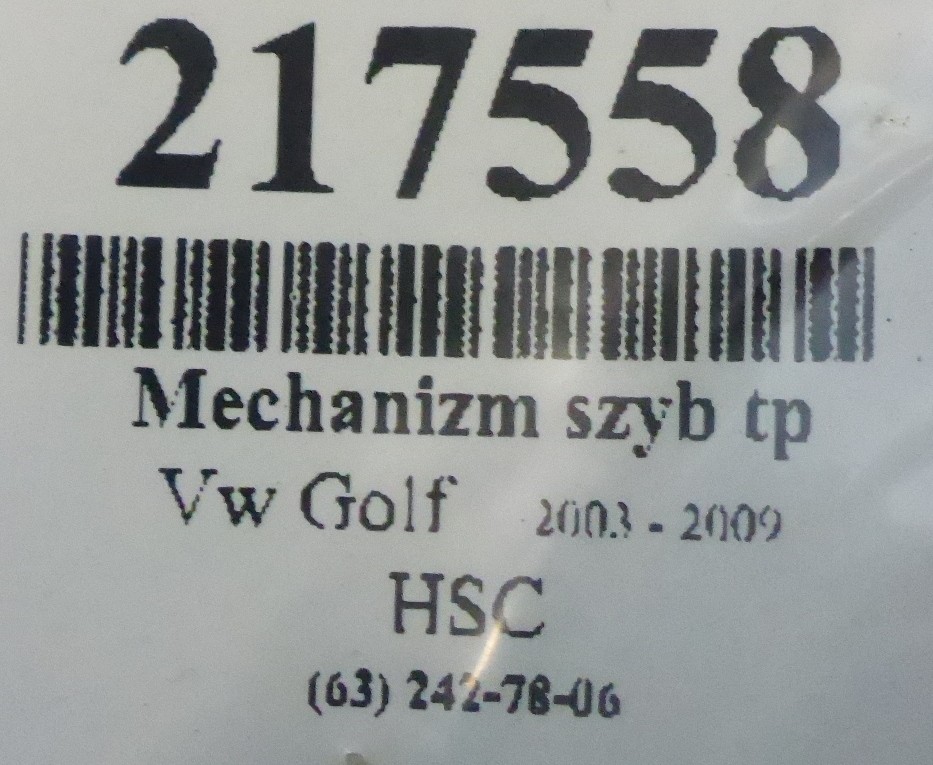 217558
Mechanizm szyb tp
Vw Golf 2003 - 2009
HSC
(63) 242-78-06